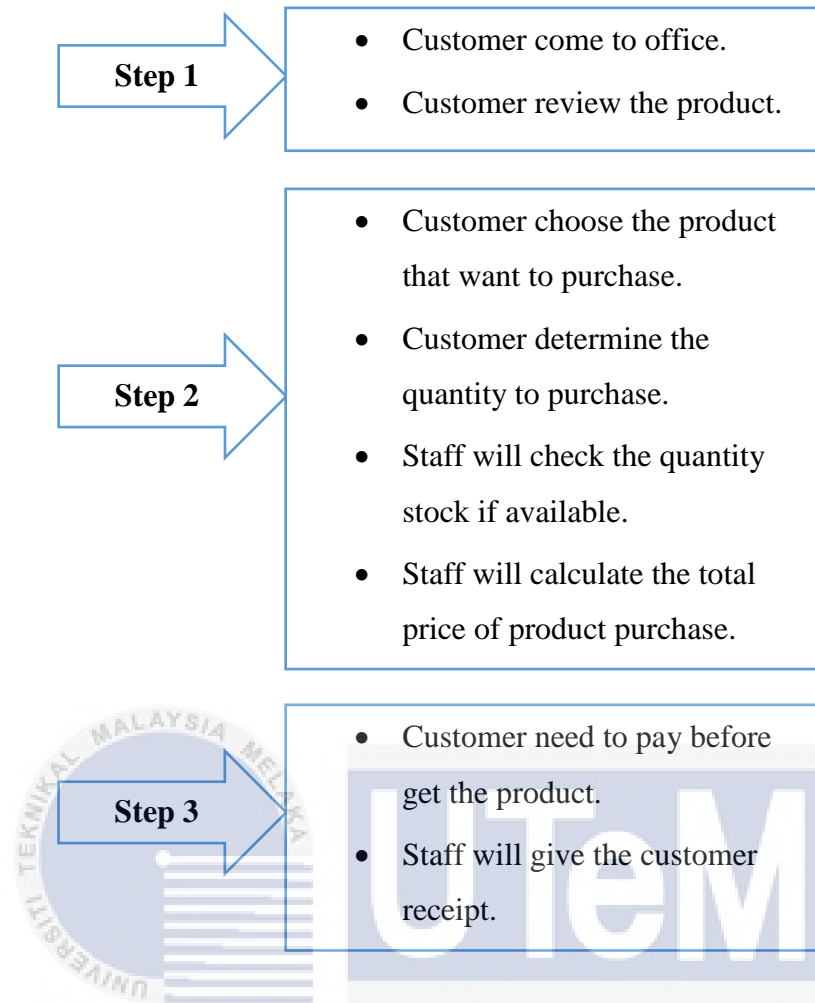 Step 1
• Customer come to office.
• Customer review the product.
Step 2
• Customer choose the product
that want to purchase.
• Customer determine the
quantity to purchase.
• Staff will check the quantity
stock if available.
• Staff will calculate the total
price of product purchase.
Step 3
• Customer need to pay before
get the product.
• Staff will give the customer
receipt.
UNIVERSITI TEKNIKAL MALAYSIA MELAKA
UTeM